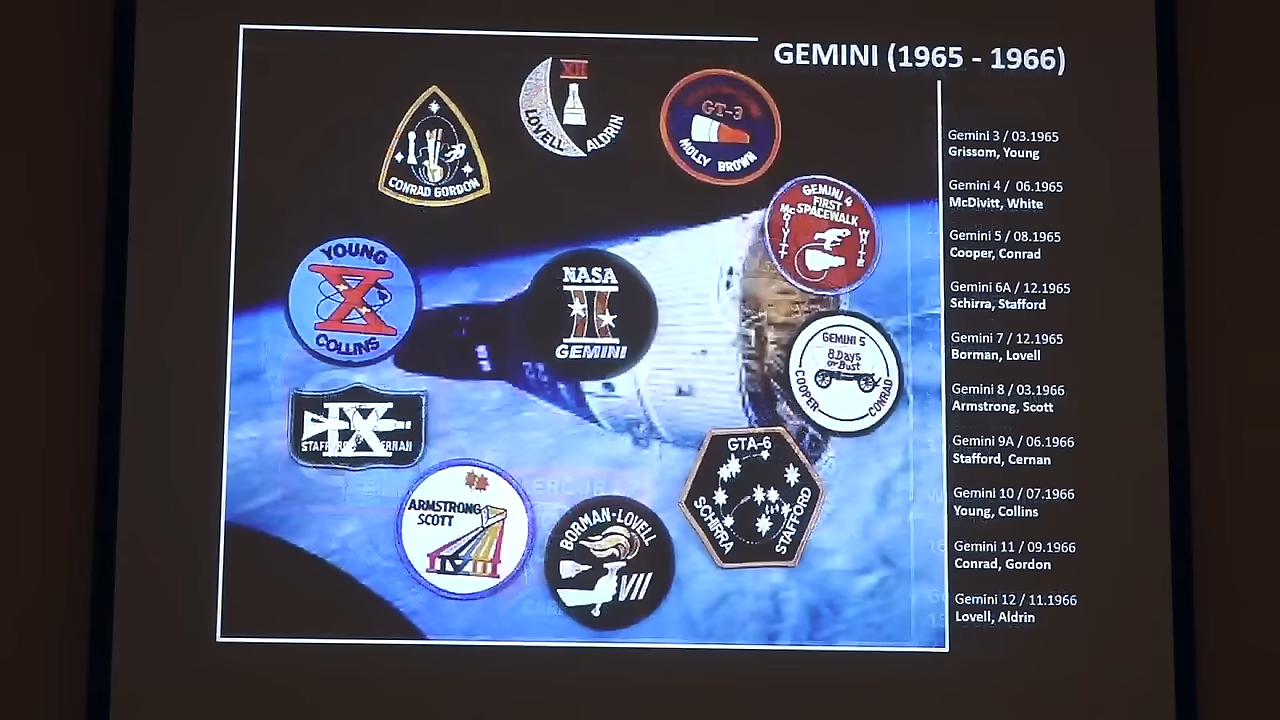 GEMINI (1965 - 1966)
XII
LOVELL ALDRIN
GT-3
MOLLY BROWN
CONRAD GORDON
GEMINI 4
FIRST
SPACEWALK
McDIVITT WHITE
YOUNG
X
COLLINS
NASA
II
GEMINI
GEMINI 5
8 Days
or Bust
COOPER CONRAD
IX
STAFFORD CERNAN
GTA-6
SCHIRRA STAFFORD
ARMSTRONG
SCOTT
VIII
BORMAN-LOVELL
VII
Gemini 3 / 03.1965
Grissom, Young
Gemini 4 / 06.1965
McDivitt, White
Gemini 5 / 08.1965
Cooper, Conrad
Gemini 6A / 12.1965
Schirra, Stafford
Gemini 7 / 12.1965
Borman, Lovell
Gemini 8 / 03.1966
Armstrong, Scott
Gemini 9A / 06.1966
Stafford, Cernan
Gemini 10 / 07.1966
Young, Collins
Gemini 11 / 09.1966
Conrad, Gordon
Gemini 12 / 11.1966
Lovell, Aldrin